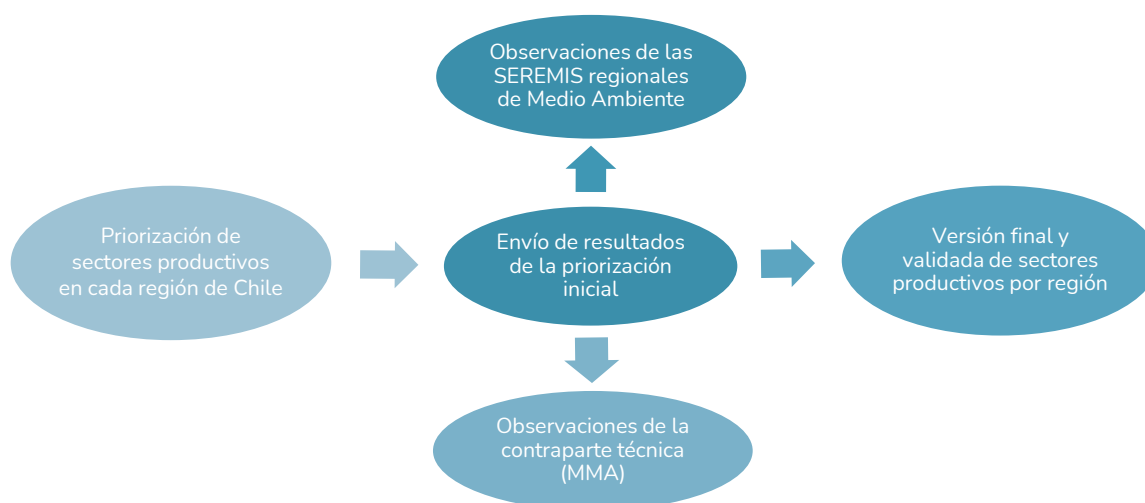 Observaciones de las
SEREMIS regionales
de Medio Ambiente
Priorización de
sectores productivos
en cada región de Chile
Envío de resultados
de la priorización
inicial
Versión final y
validada de sectores
productivos por región
Observaciones de la
contraparte técnica
(MMA)